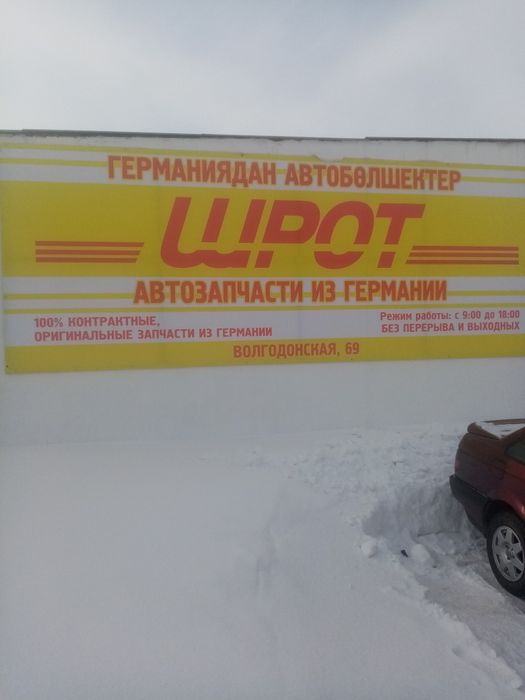 ГЕРМАНИЯДАН АВТОБӨЛШЕКТЕР
ШРОТ
АВТОЗАПЧАСТИ ИЗ ГЕРМАНИИ
100% КОНТРАКТНЫЕ,
ОРИГИНАЛЬНЫЕ ЗАПЧАСТИ ИЗ ГЕРМАНИИ
Режим работы: с 9:00 до 18:00
БЕЗ ПЕРЕРЫВА И ВЫХОДНЫХ
ВОЛГОДОНСКАЯ, 69